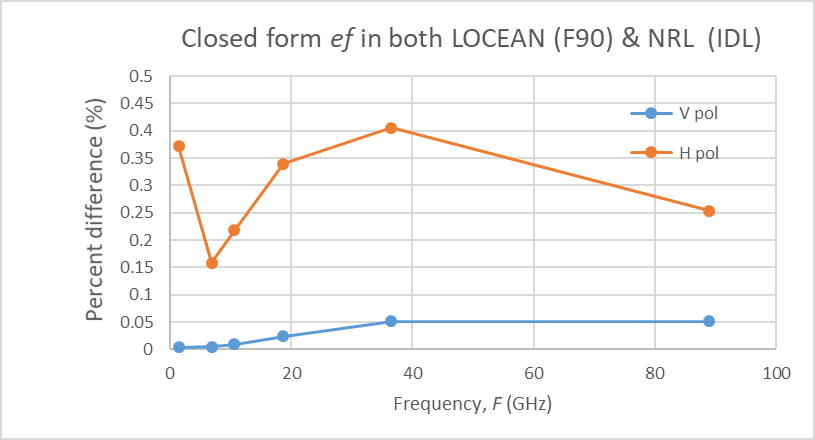 Closed form ef in both LOCEAN (F90) & NRL (IDL)
Percent difference (%)
0.5
0.45
0.4
0.35
0.3
0.25
0.2
0.15
0.1
0.05
0
V pol
H pol
0 20 40 60 80 100
Frequency, F (GHz)